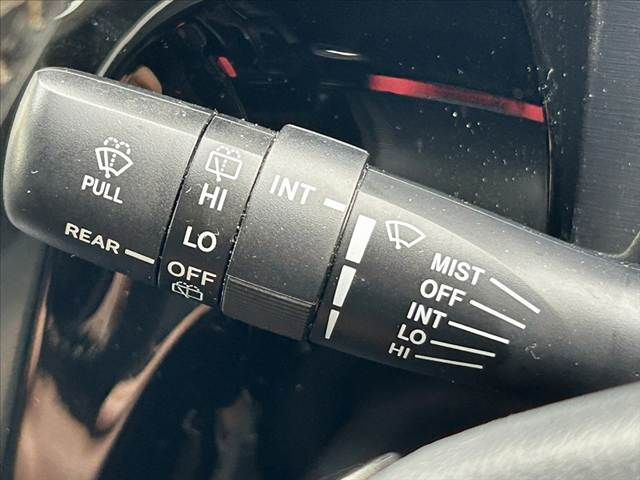 PULL
REAR
HI
LO
OFF
INT
MIST
OFF
INT
LO
HI